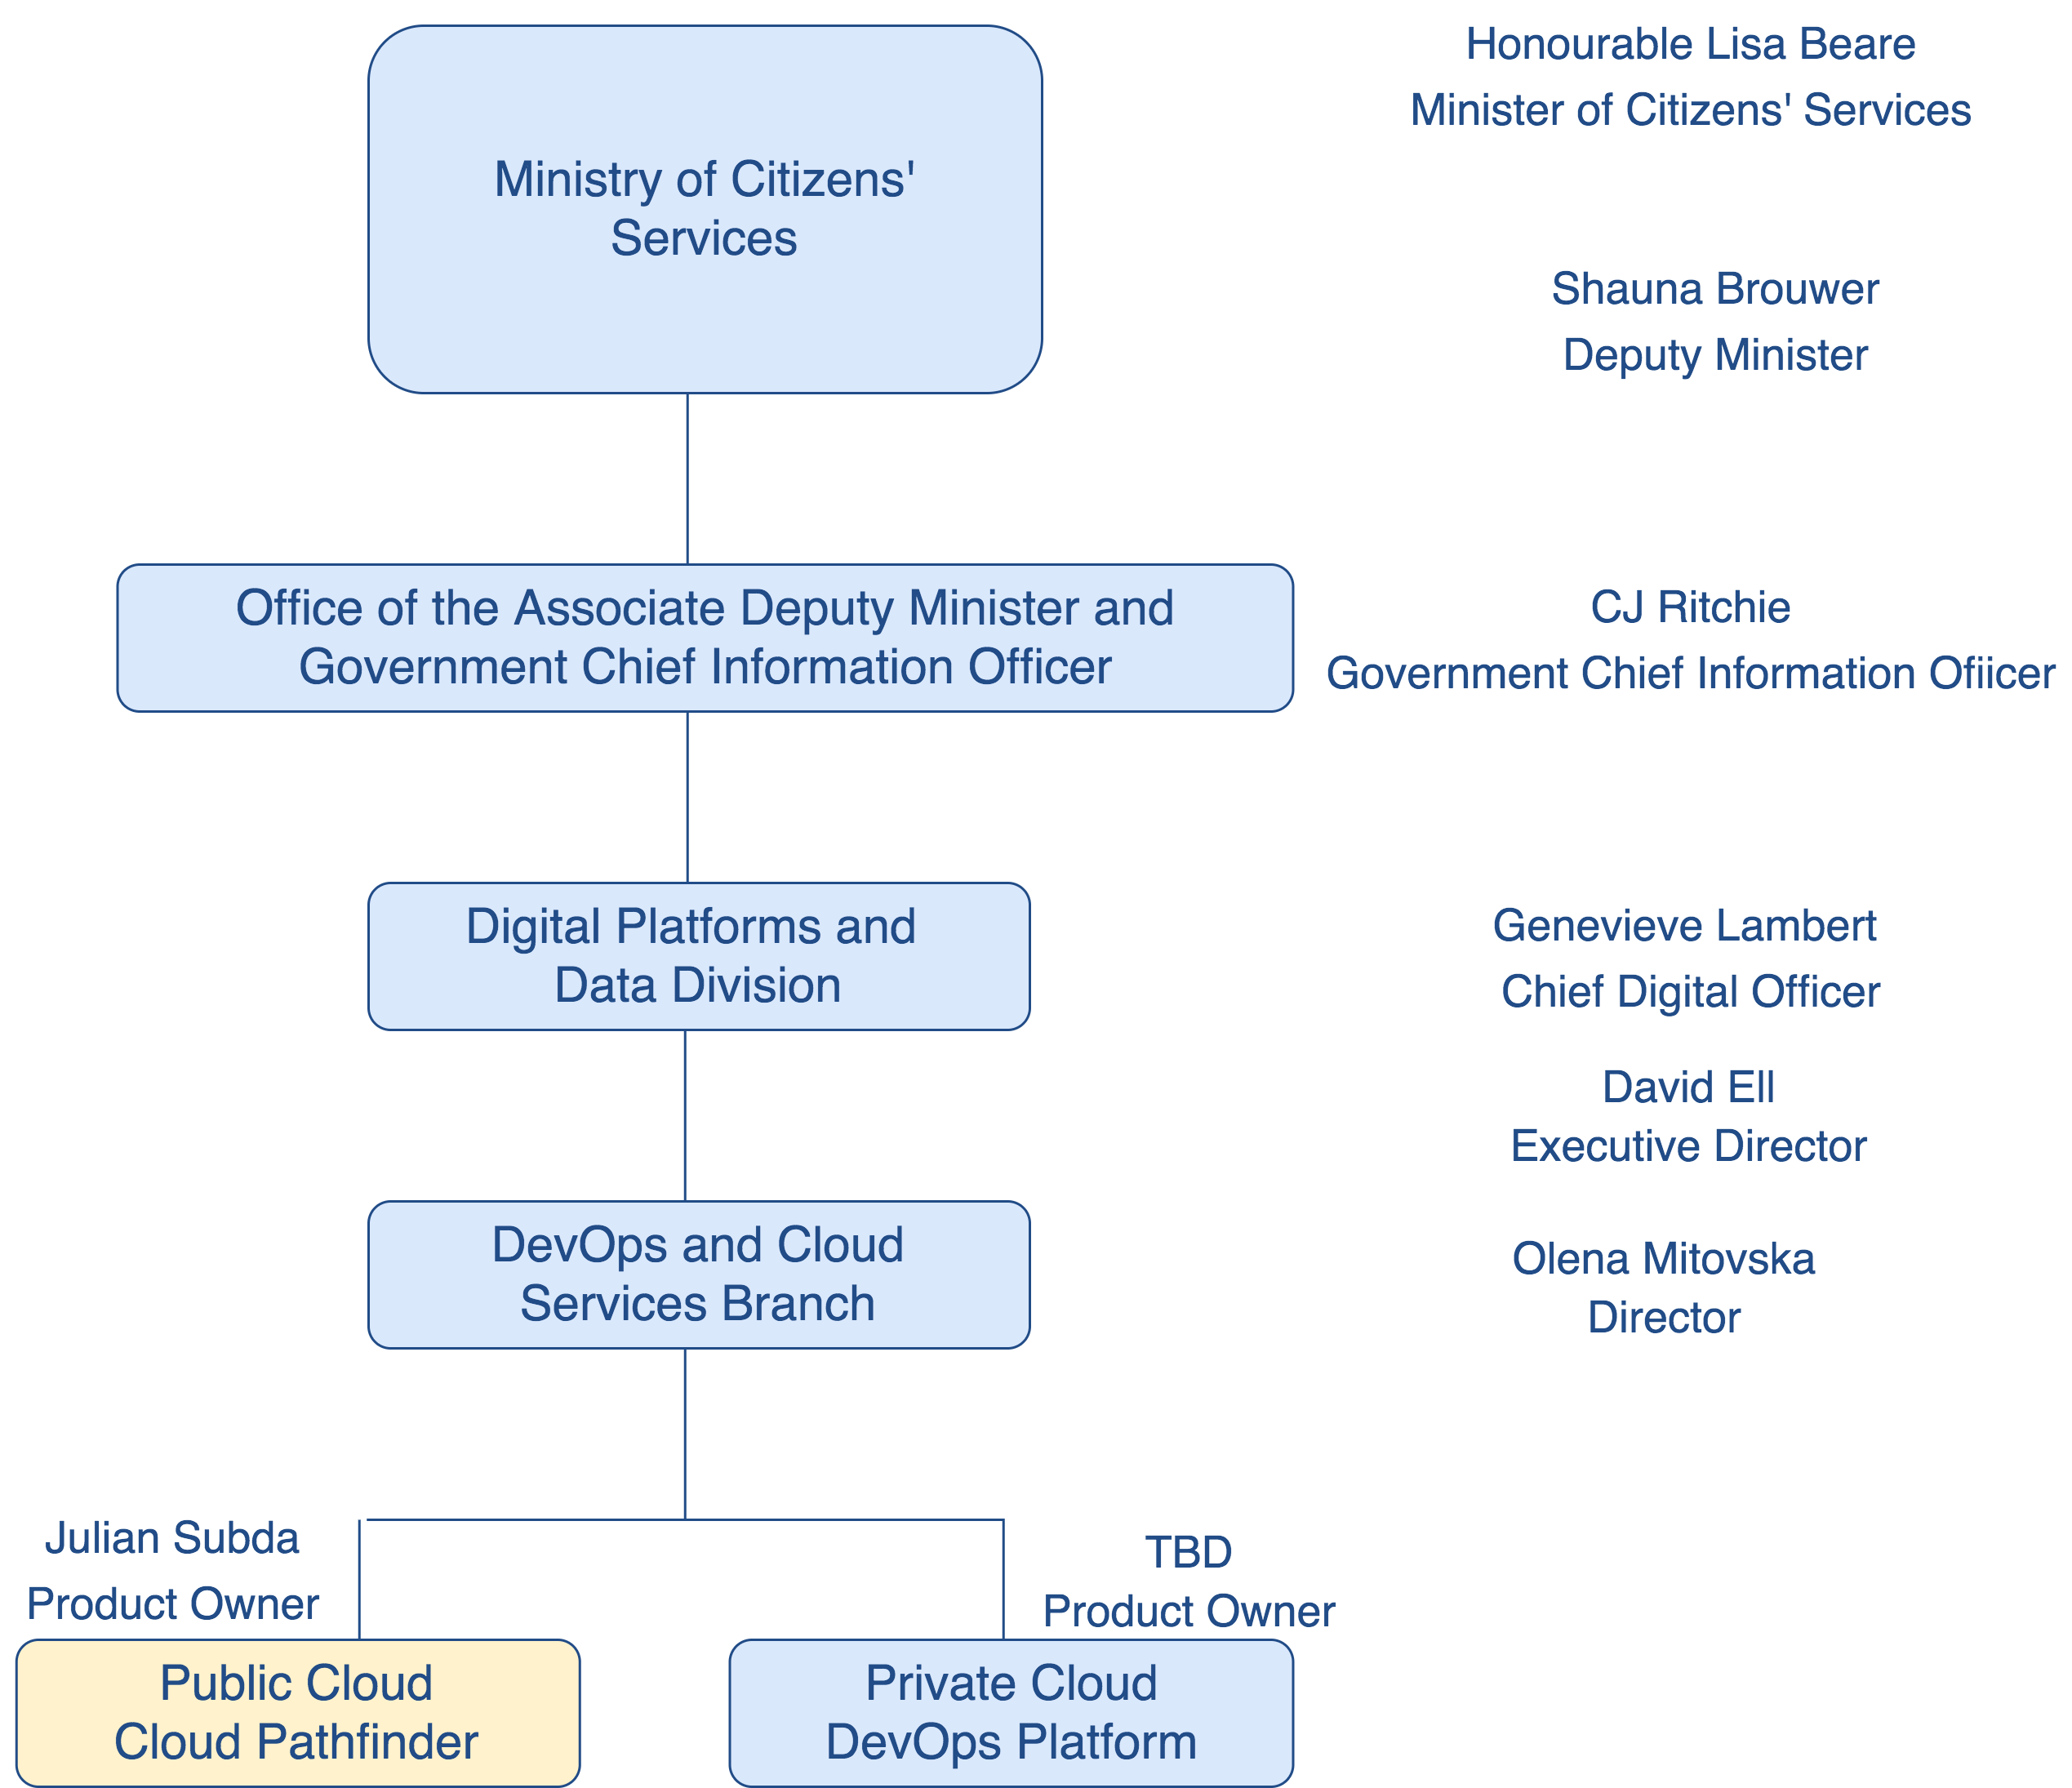 Honourable Lisa Beare
Minister of Citizens' Services
Ministry of Citizens'
Services
Shauna Brouwer
Deputy Minister
Office of the Associate Deputy Minister and
Government Chief Information Officer
CJ Ritchie
Government Chief Information Ofiicer
Digital Platforms and
Data Division
Genevieve Lambert
Chief Digital Officer
David Ell
Executive Director
DevOps and Cloud
Services Branch
Olena Mitovska
Director
Julian Subda
Product Owner
TBD
Product Owner
Public Cloud
Cloud Pathfinder
Private Cloud
DevOps Platform